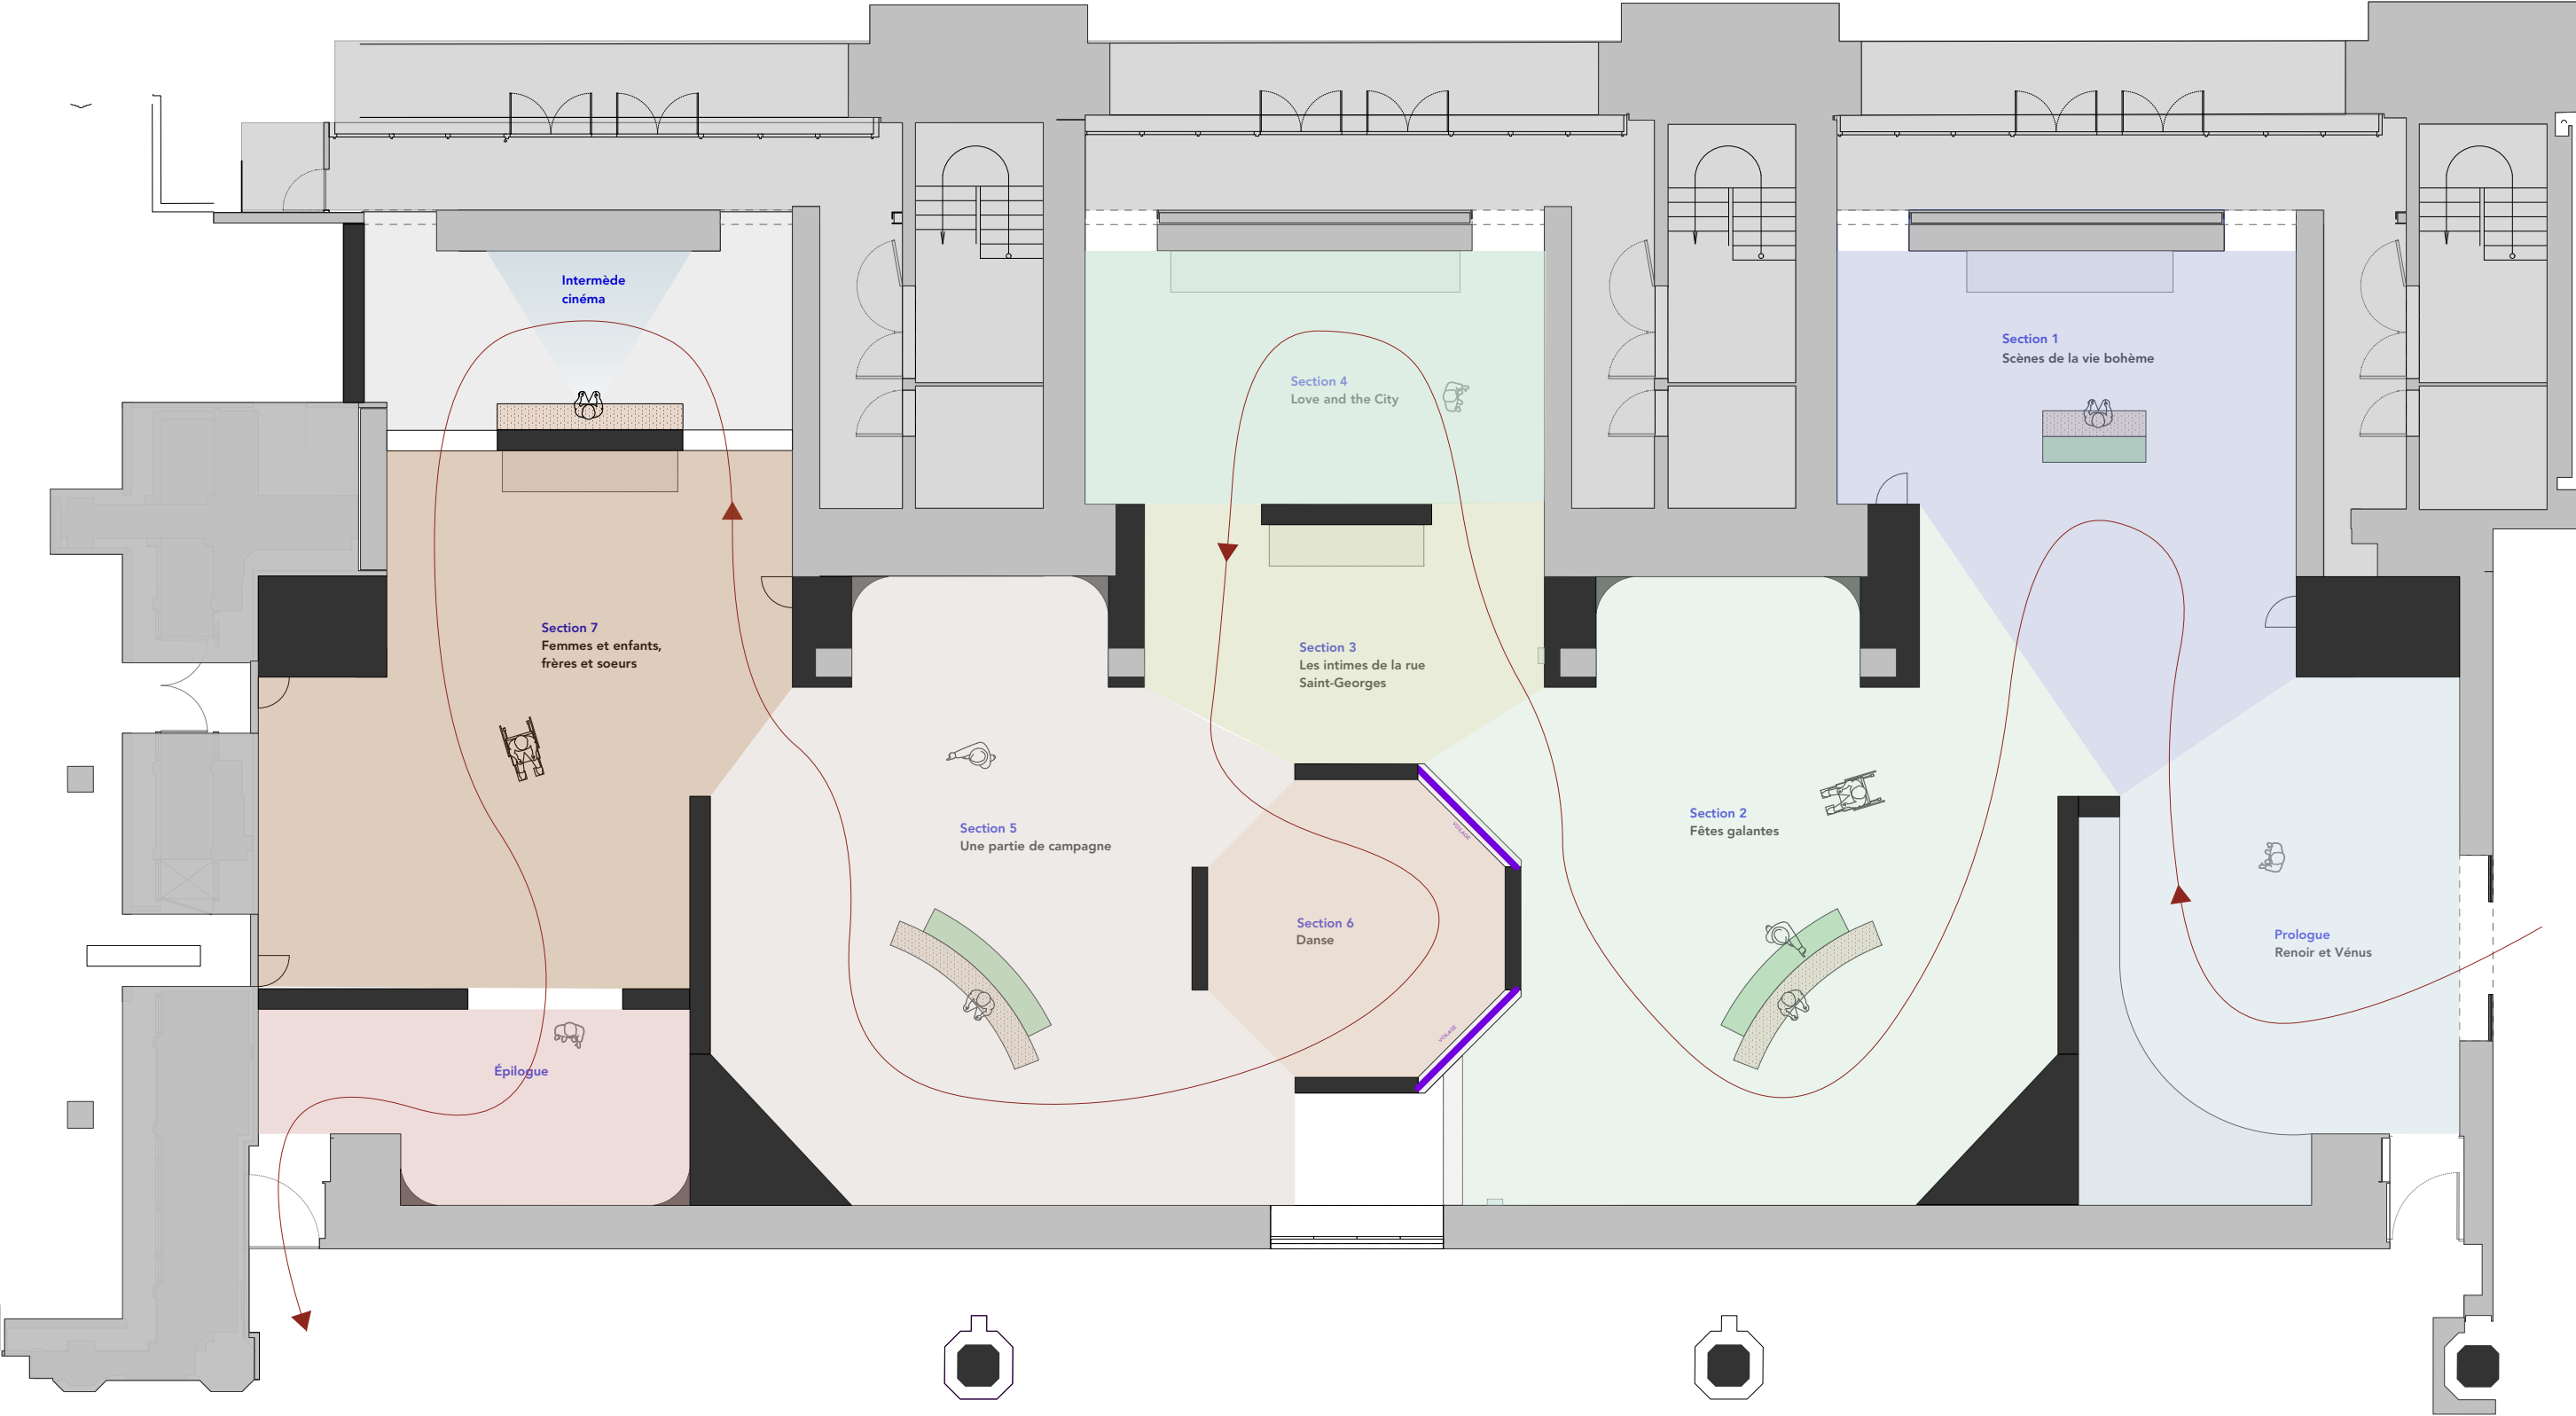 Intermède
cinéma
Section 1
Scènes de la vie bohème
Section 4
Love and the City
Section 7
Femmes et enfants,
frères et soeurs
Section 3
Les intimes de la rue
Saint-Georges
Section 5
Une partie de campagne
Section 2
Fêtes galantes
VOILAGE
Section 6
Danse
Prologue
Renoir et Vénus
VOILAGE
Épilogue